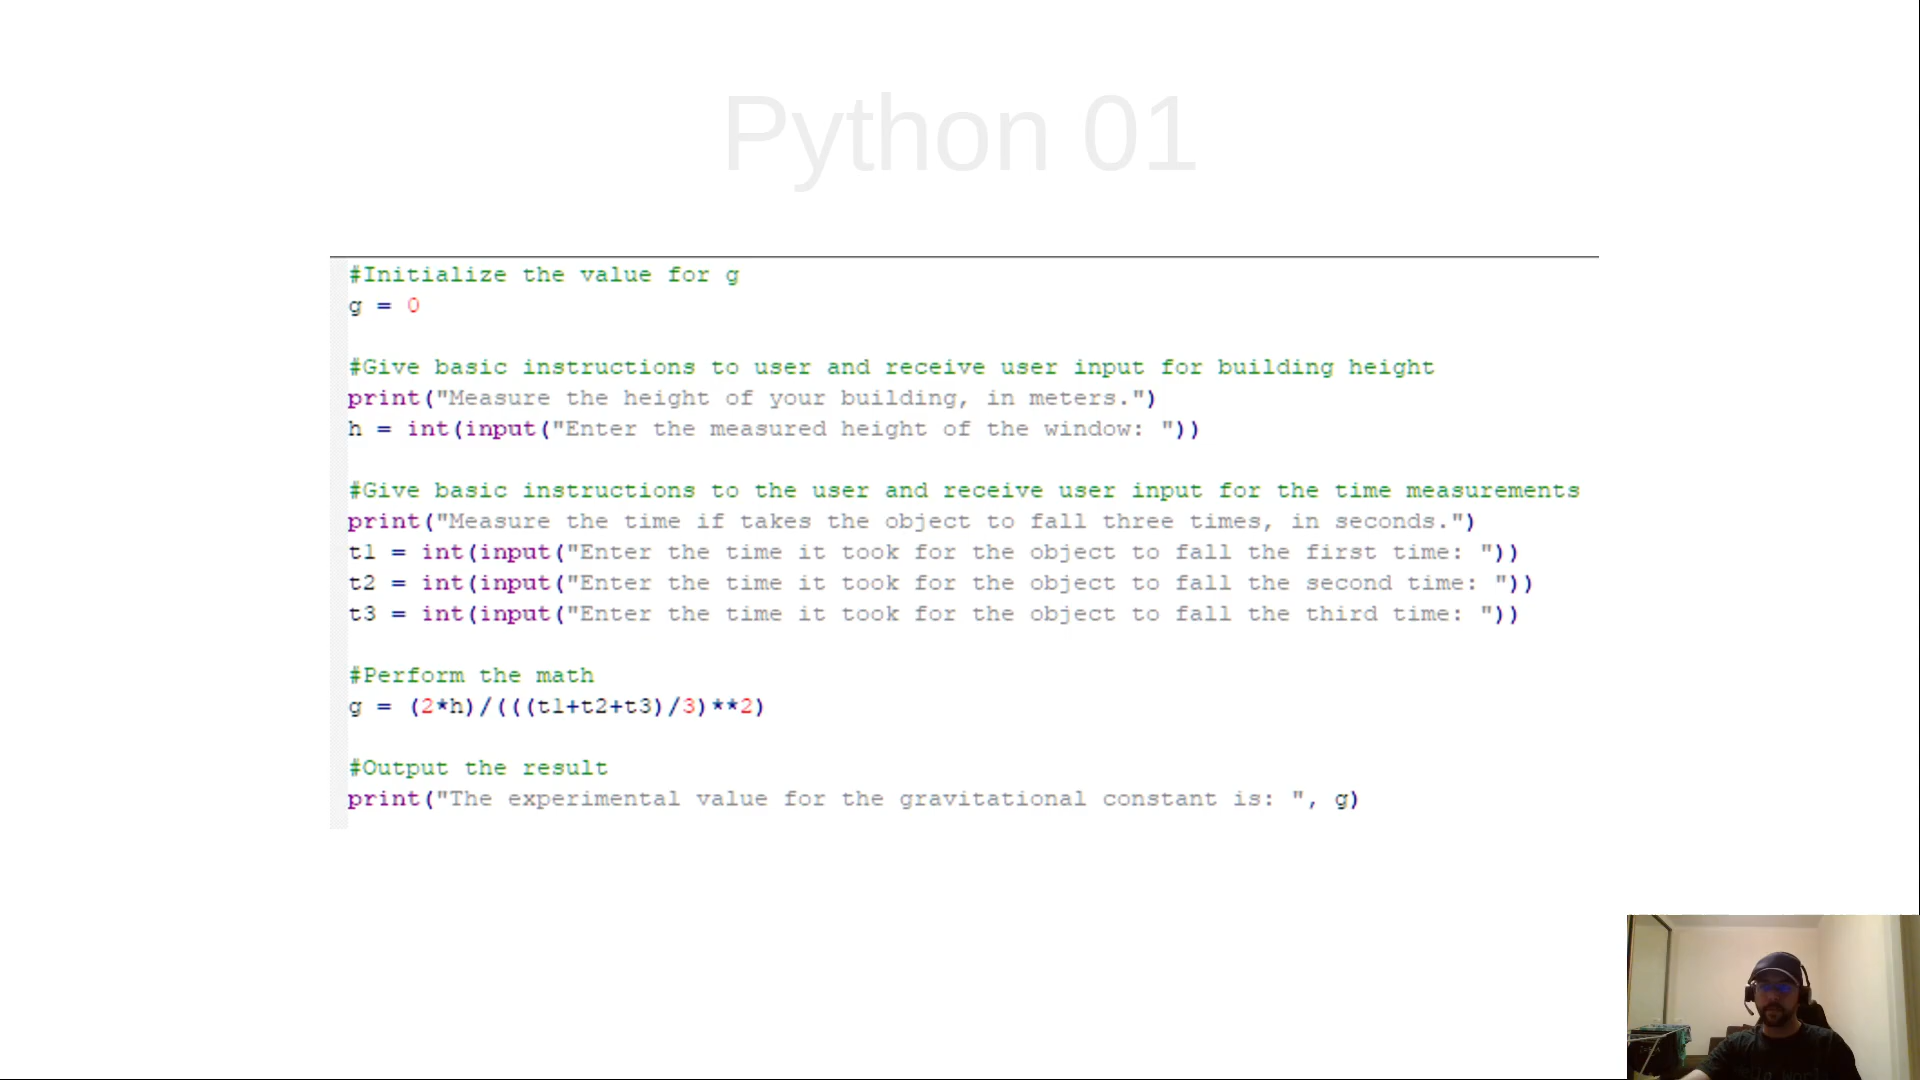 Python 01
#Initialize the value for g
g = 0
#Give basic instructions to user and receive user input for building height
print("Measure the height of your building, in meters.")
h = int(input("Enter the measured height of the window: "))
#Give basic instructions to the user and receive user input for the time measurements
print("Measure the time if takes the object to fall three times, in seconds.")
t1 = int(input("Enter the time it took for the object to fall the first time: "))
t2 = int(input("Enter the time it took for the object to fall the second time: "))
t3 = int(input("Enter the time it took for the object to fall the third time: "))
#Perform the math
g = (2*h)/(((t1+t2+t3)/3)**2)
#Output the result
print("The experimental value for the gravitational constant is: ", g)
Hello World